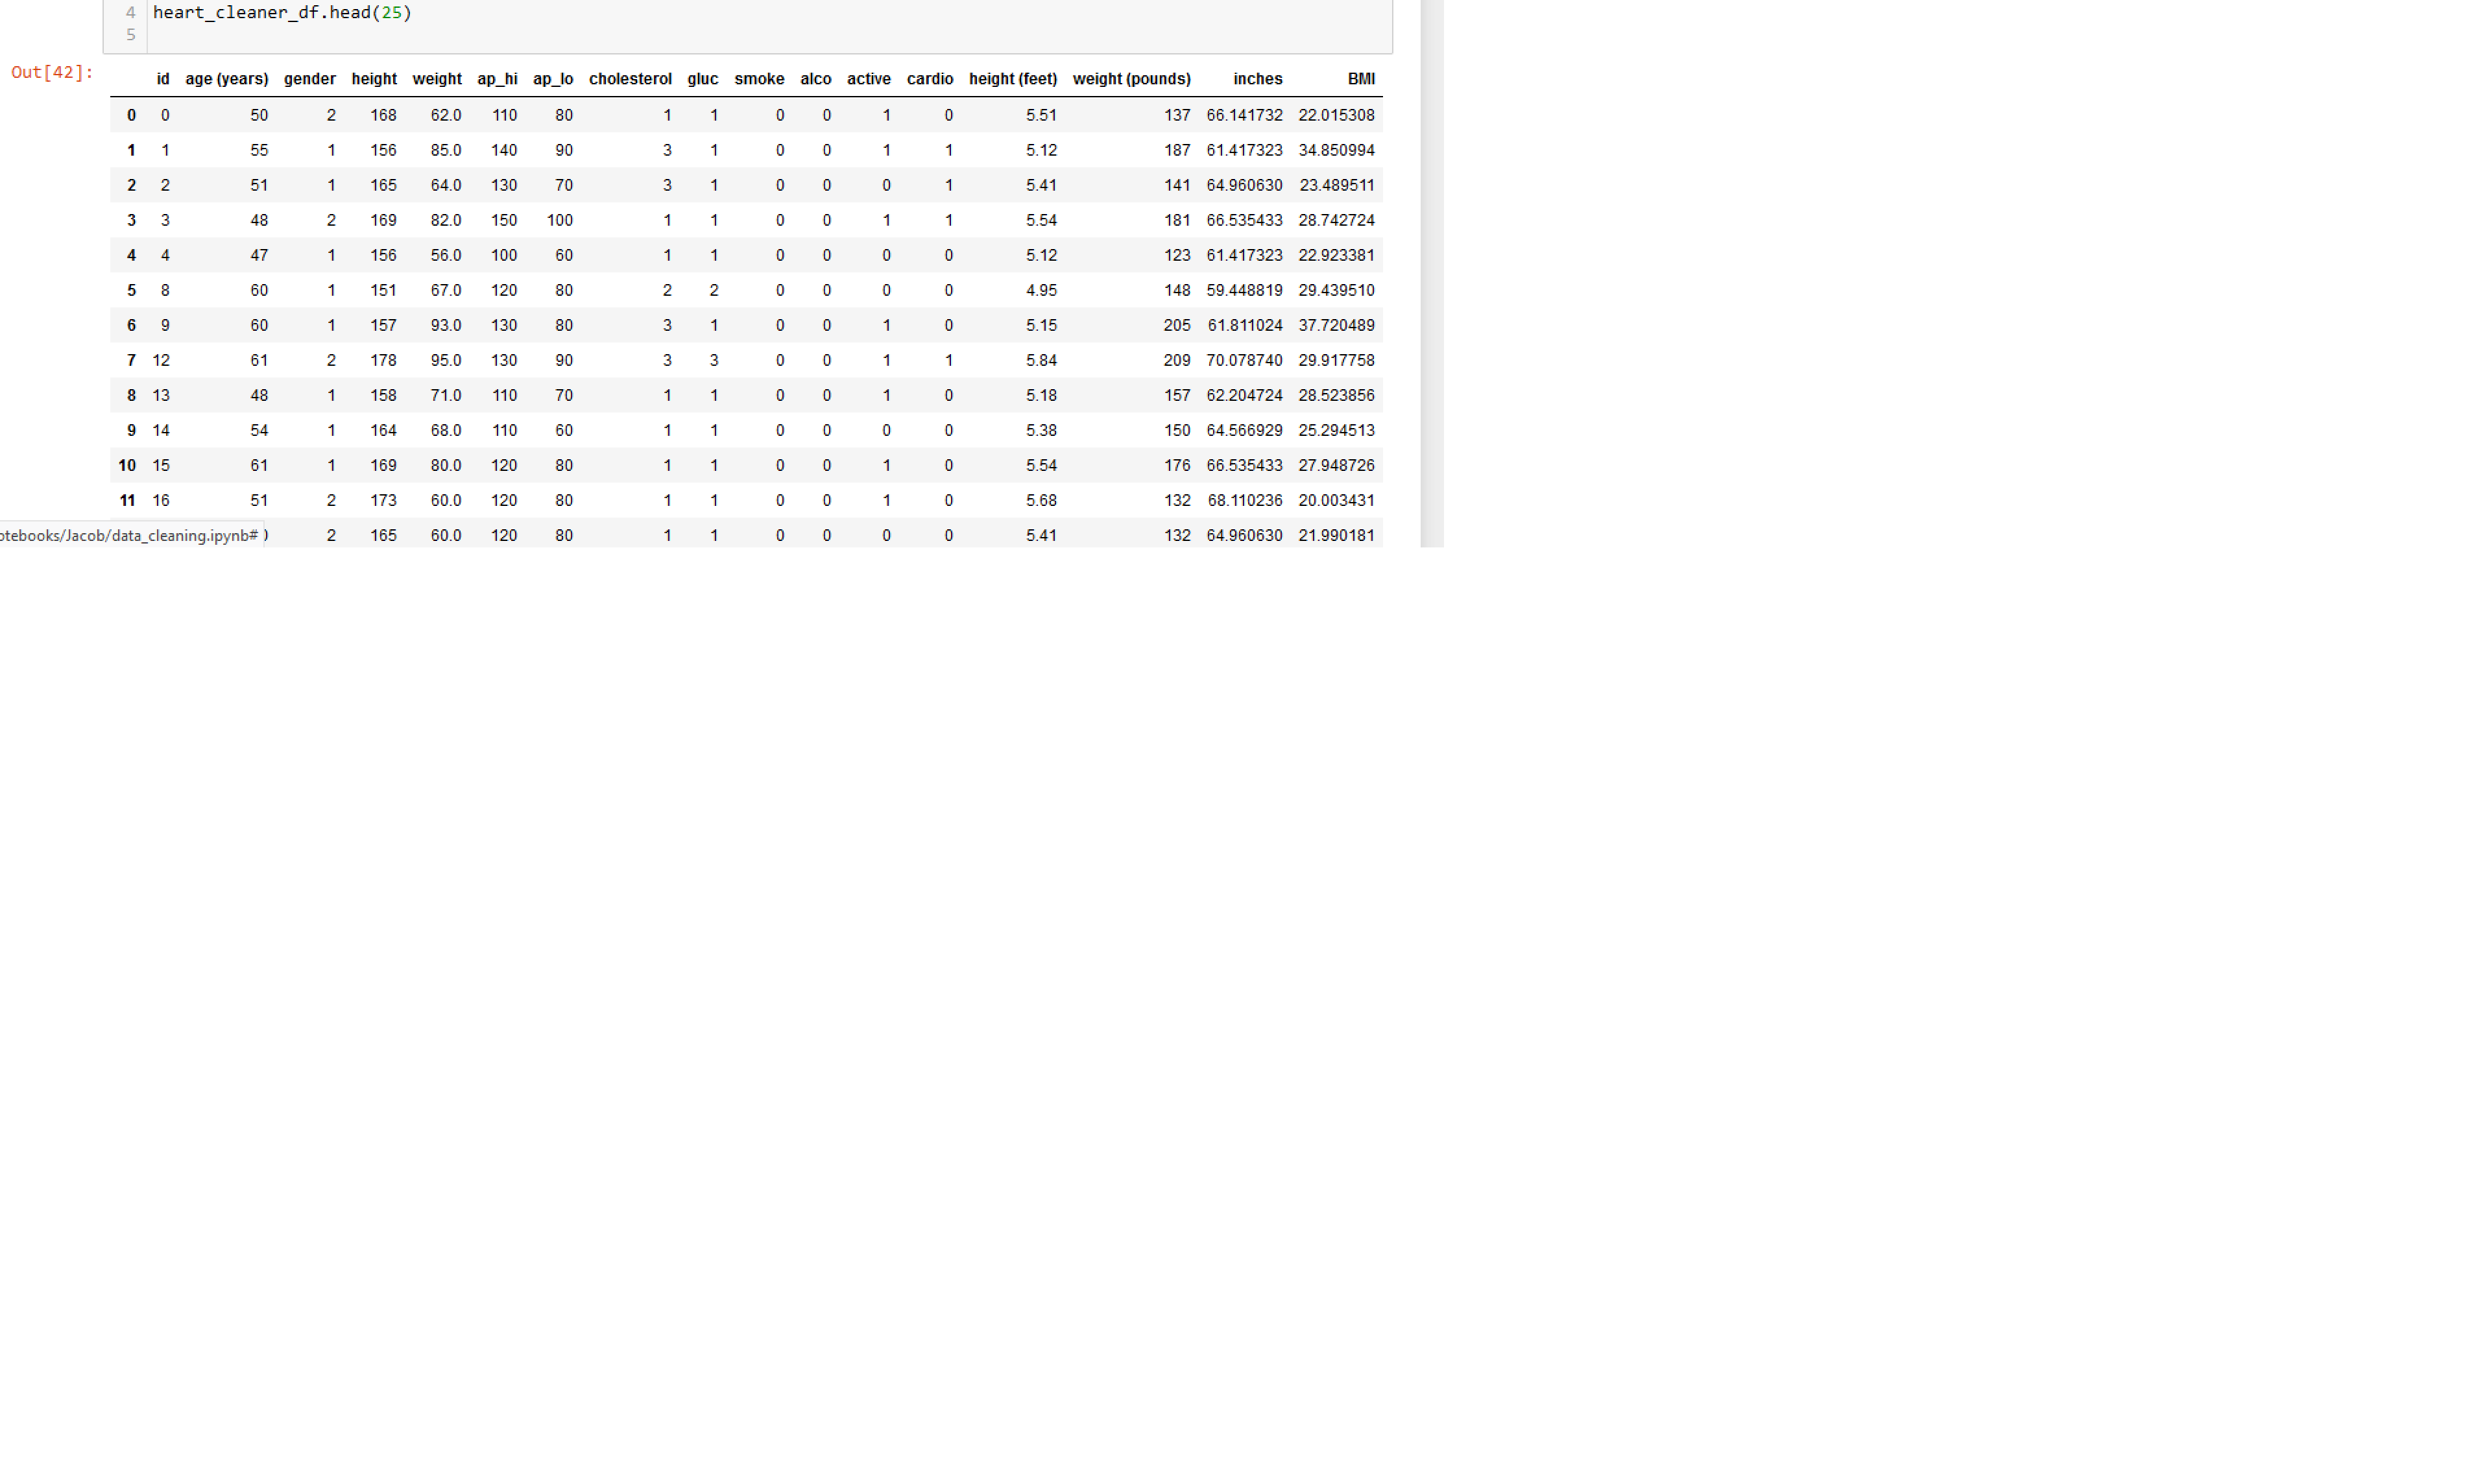 4 heart_cleaner_df.head(25)
5
Out[42]:
id age (years) gender height weight ap_hi ap_lo cholesterol gluc smoke alco active cardio height (feet) weight (pounds) inches BMI
0 0 50 2 168 62.0 110 80 1 1 0 0 1 0 5.51 137 66.141732 22.015308
1 1 55 1 156 85.0 140 90 3 1 0 0 1 1 5.12 187 61.417323 34.850994
2 2 51 1 165 64.0 130 70 3 1 0 0 0 1 5.41 141 64.960630 23.489511
3 3 48 2 169 82.0 150 100 1 1 0 0 1 1 5.54 181 66.535433 28.742724
4 4 47 1 156 56.0 100 60 1 1 0 0 0 0 5.12 123 61.417323 22.923381
5 8 60 1 151 67.0 120 80 2 2 0 0 0 0 4.95 148 59.448819 29.439510
6 9 60 1 157 93.0 130 80 3 1 0 0 1 0 5.15 205 61.811024 37.720489
7 12 61 2 178 95.0 130 90 3 3 0 0 1 1 5.84 209 70.078740 29.917758
8 13 48 1 158 71.0 110 70 1 1 0 0 1 0 5.18 157 62.204724 28.523856
9 14 54 1 164 68.0 110 60 1 1 0 0 0 0 5.38 150 64.566929 25.294513
10 15 61 1 169 80.0 120 80 1 1 0 0 1 0 5.54 176 66.535433 27.948726
11 16 51 2 173 60.0 120 80 1 1 0 0 1 0 5.68 132 68.110236 20.003431
otebooks/Jacob/data_cleaning.ipynb# 2 165 60.0 120 80 1 1 0 0 0 0 5.41 132 64.960630 21.990181